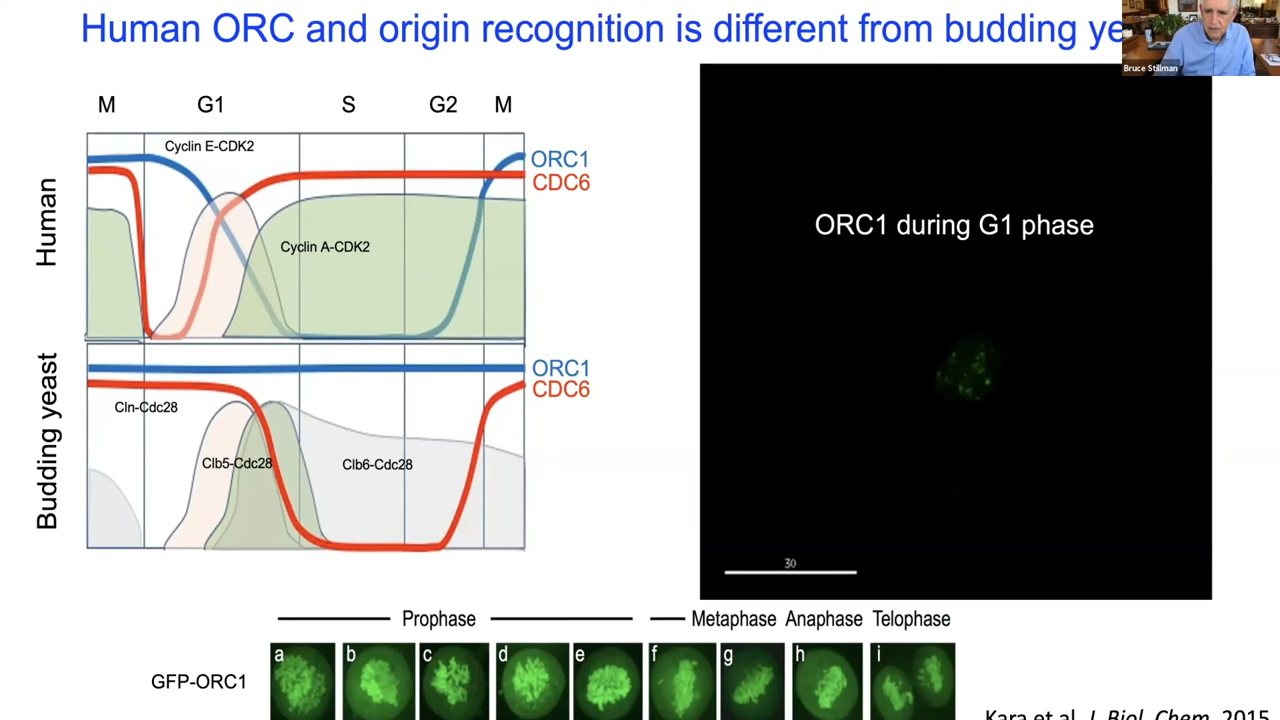 Human ORC and origin recognition is different from budding
Bruce Stillman
M G1 S G2 M
Human
Cyclin E-CDK2
ORC1
CDC6
Cyclin A-CDK2
Budding yeast
ORC1
CDC6
Cln-Cdc28
Clb5-Cdc28
Clb6-Cdc28
ORC1 during G1 phase
30
Prophase Metaphase Anaphase Telophase
a b c d e f g h i
GFP-ORC1
Kara et al. J. Biol. Chem. 2015